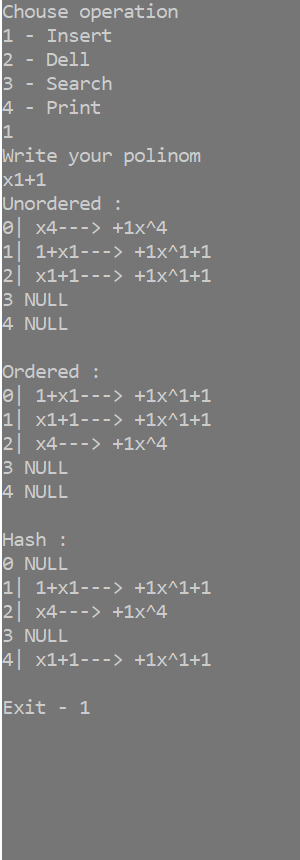 Chouse operation
1 - Insert
2 - Dell
3 - Search
4 - Print
1
Write your polinom
x1+1
Unordered :
0| x4---> +1x^4
1| 1+x1---> +1x^1+1
2| x1+1---> +1x^1+1
3 NULL
4 NULL
Ordered :
0| 1+x1---> +1x^1+1
1| x1+1---> +1x^1+1
2| x4---> +1x^4
3 NULL
4 NULL
Hash :
0 NULL
1| 1+x1---> +1x^1+1
2| x4---> +1x^4
3 NULL
4| x1+1---> +1x^1+1
Exit - 1